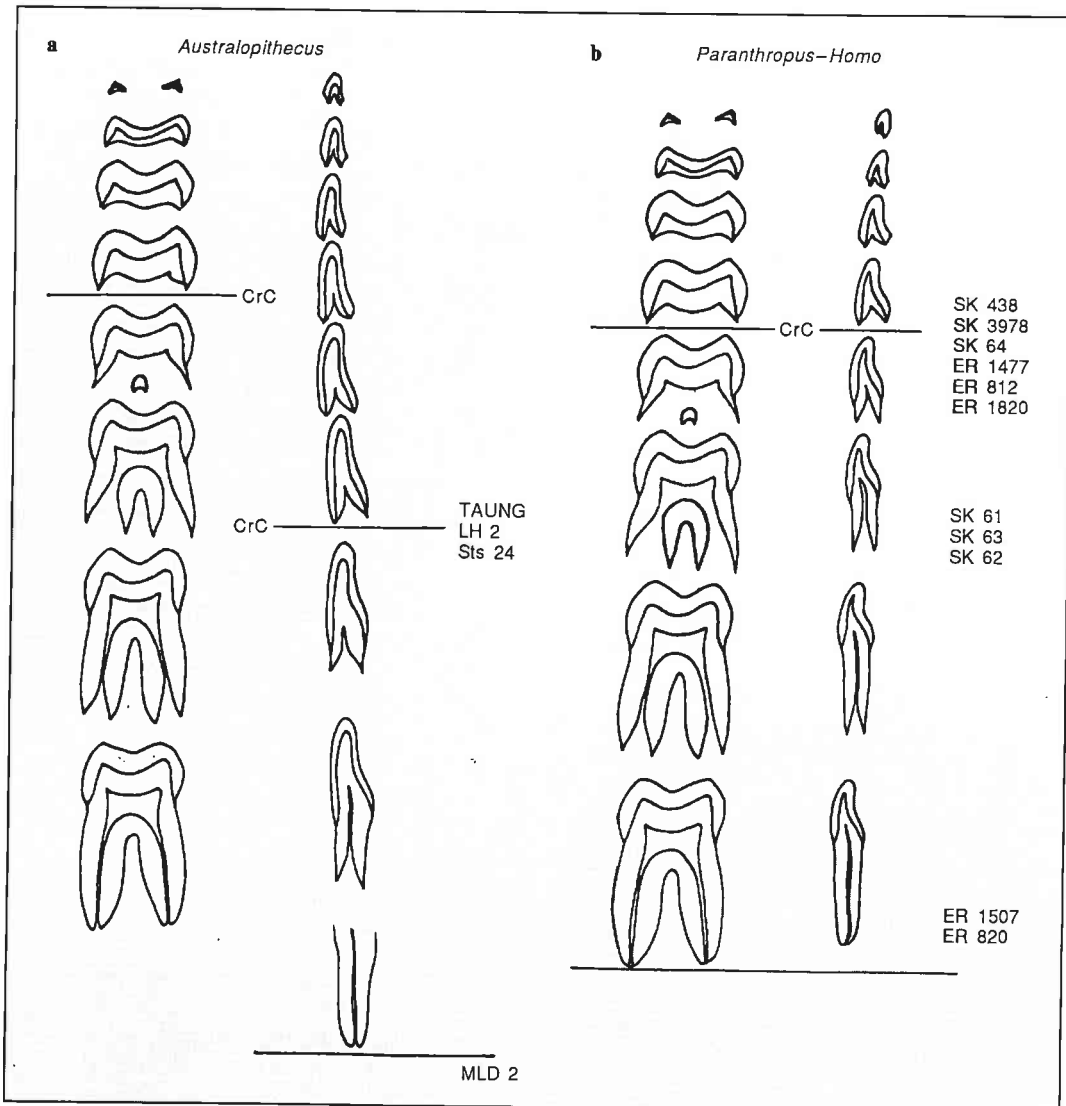 a
Australopithecus
CrC
CrC
TAUNG
LH 2
Sts 24
MLD 2
b
Paranthropus–Homo
CrC
SK 438
SK 3978
SK 64
ER 1477
ER 812
ER 1820
SK 61
SK 63
SK 62
ER 1507
ER 820